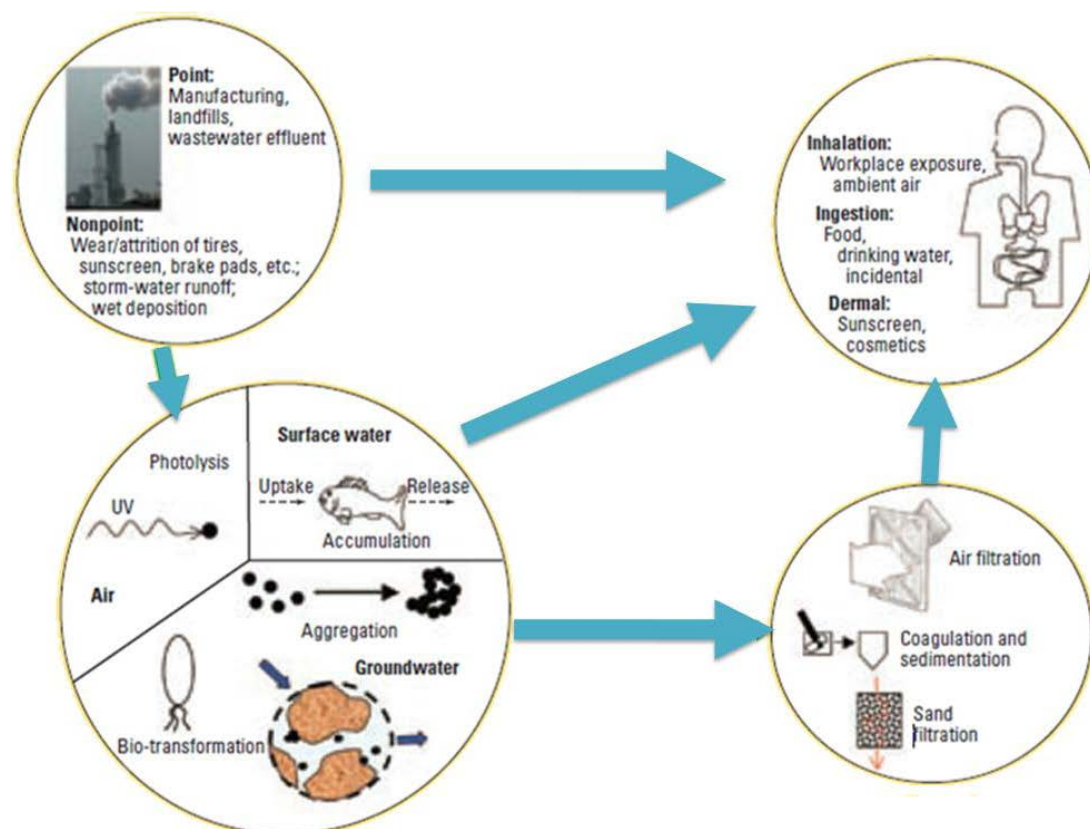 Point:
Manufacturing,
landfills,
wastewater effluent
Nonpoint:
Wear/attrition of tires,
sunscreen, brake pads, etc.;
storm-water runoff;
wet deposition
Inhalation:
Workplace exposure,
ambient air
Ingestion:
Food,
drinking water,
incidental
Dermal:
Sunscreen,
cosmetics
Photolysis
UV
Air
Surface water
Uptake
Release
Accumulation
Aggregation
Groundwater
Bio-transformation
Air filtration
Coagulation and
sedimentation
Sand
filtration